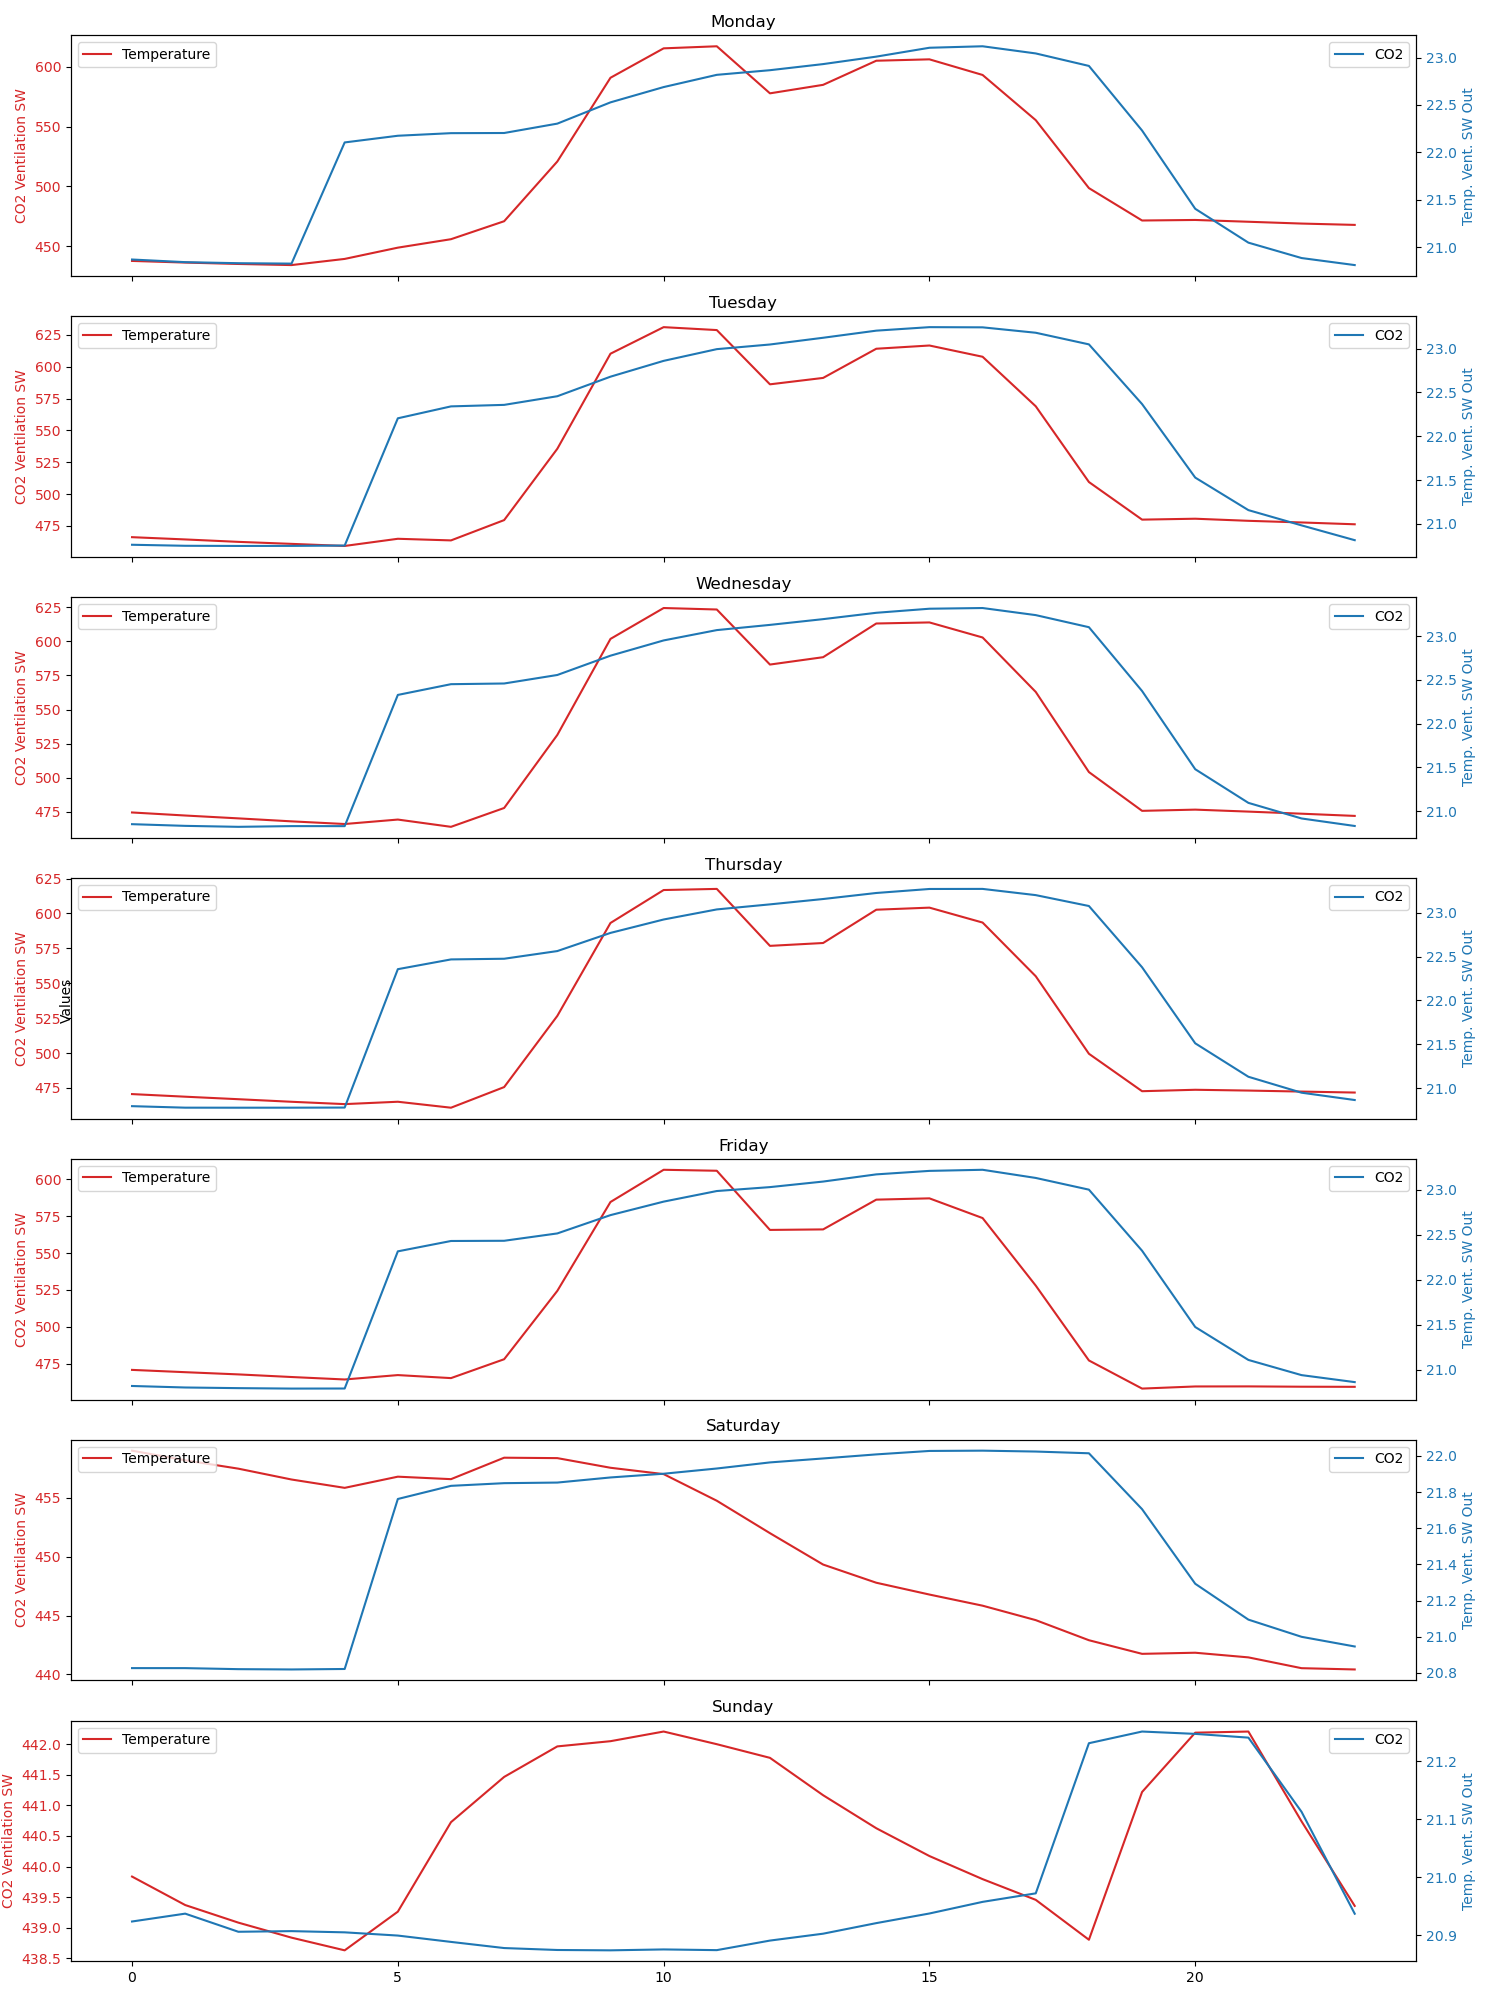 Monday
Temperature
CO2
CO2 Ventilation SW
600
550
500
450
Temp. Vent. SW Out
23.0
22.5
22.0
21.5
21.0
Tuesday
Temperature
CO2
CO2 Ventilation SW
625
600
575
550
525
500
475
Temp. Vent. SW Out
23.0
22.5
22.0
21.5
21.0
Wednesday
Temperature
CO2
CO2 Ventilation SW
625
600
575
550
525
500
475
Temp. Vent. SW Out
23.0
22.5
22.0
21.5
21.0
Thursday
Temperature
CO2
CO2 Ventilation SW
Values
625
600
575
550
525
500
475
Temp. Vent. SW Out
23.0
22.5
22.0
21.5
21.0
Friday
Temperature
CO2
CO2 Ventilation SW
600
575
550
525
500
475
Temp. Vent. SW Out
23.0
22.5
22.0
21.5
21.0
Saturday
Temperature
CO2
CO2 Ventilation SW
455
450
445
440
Temp. Vent. SW Out
22.0
21.8
21.6
21.4
21.2
21.0
20.8
Sunday
Temperature
CO2
CO2 Ventilation SW
442.0
441.5
441.0
440.5
440.0
439.5
439.0
438.5
Temp. Vent. SW Out
21.2
21.1
21.0
20.9
0 5 10 15 20